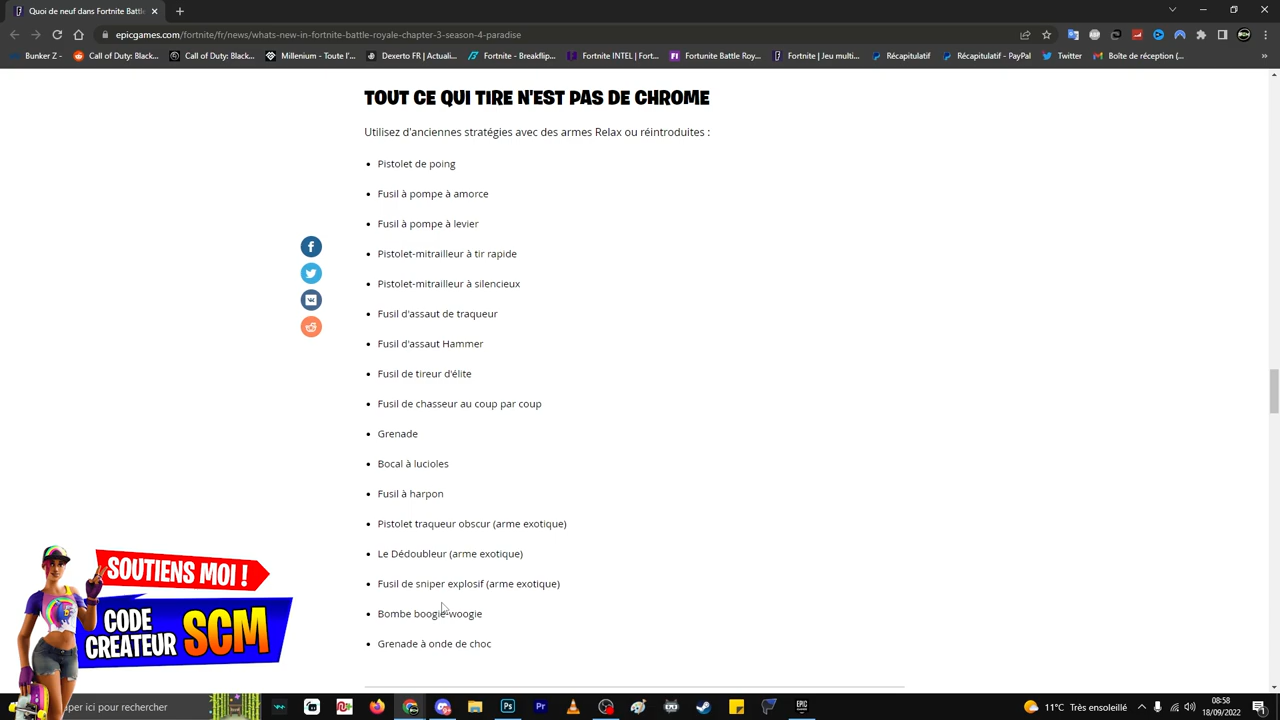 Quoi de neuf dans Fortnite Battle
epicgames.com/fortnite/fr/news/whats-new-in-fortnite-battle-royale-chapter-3-season-4-paradise
Bunker Z -
Call of Duty: Black...
Call of Duty: Black...
Millenium - Toute l'...
Dexerto FR | Actuali...
Fortnite - Breakflip...
Fortnite INTEL | Fort...
Fortunite Battle Roy...
Fortnite | Jeu multi...
Récapitulatif
Récapitulatif - PayPal
Twitter
Boîte de réception (...
»
TOUT CE QUI TIRE N'EST PAS DE CHROME
Utilisez d'anciennes stratégies avec des armes Relax ou réintroduites :
• Pistolet de poing
• Fusil à pompe à amorce
• Fusil à pompe à levier
• Pistolet-mitrailleur à tir rapide
• Pistolet-mitrailleur à silencieux
• Fusil d'assaut de traqueur
• Fusil d'assaut Hammer
• Fusil de tireur d'élite
• Fusil de chasseur au coup par coup
• Grenade
• Bocal à lucioles
• Fusil à harpon
• Pistolet traqueur obscur (arme exotique)
• Le Dédoubleur (arme exotique)
• Fusil de sniper explosif (arme exotique)
• Bombe boogie-woogie
• Grenade à onde de choc
SOUTIENS MOI !
CODE
CREATEUR
SCM
per ici pour rechercher
11°C Très ensoleillé
08:58
18/09/2022